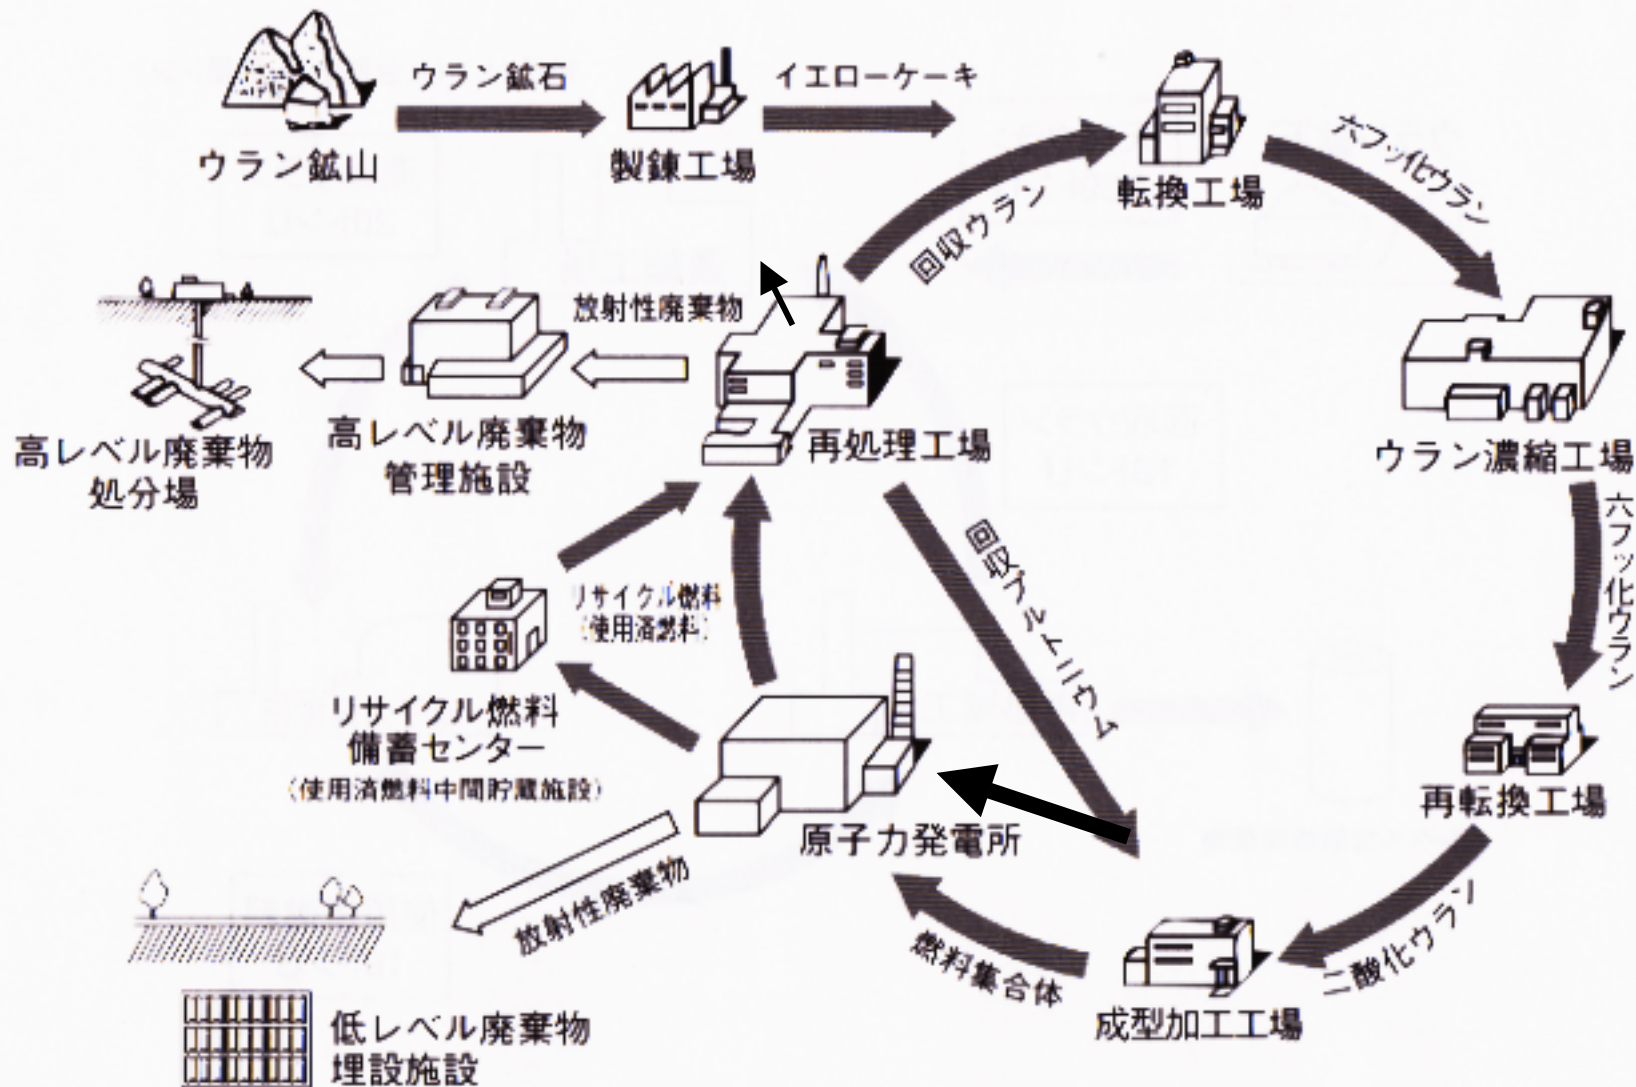 ウラン鉱石
イエローケーキ
ウラン鉱山
製錬工場
転換工場
六フッ化ウラン
回収ウラン
放射性廃棄物
高レベル廃棄物
処分場
高レベル廃棄物
管理施設
再処理工場
ウラン濃縮工場
六フッ化ウラン
回収プルトニウム
リサイクル燃料
(使用済燃料)
リサイクル燃料
備蓄センター
(使用済燃料中間貯蔵施設)
原子力発電所
再転換工場
放射性廃棄物
燃料集合体
二酸化ウラン
成型加工工場
低レベル廃棄物
埋設施設